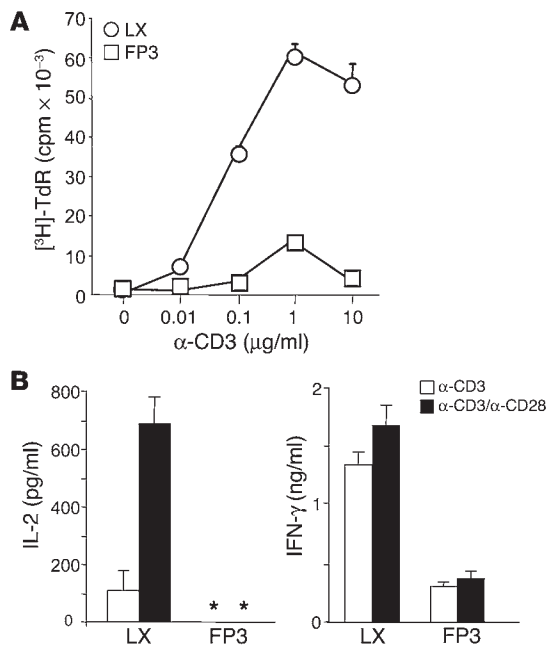 A
LX
FP3
[³H]-TdR (cpm × 10⁻³)
70
60
50
40
30
20
10
0
0 0.01 0.1 1 10
α-CD3 (μg/ml)
B
IL-2 (pg/ml)
800
600
400
200
0
* *
LX FP3
IFN-γ (ng/ml)
2
1
0
α-CD3
α-CD3/α-CD28
LX FP3